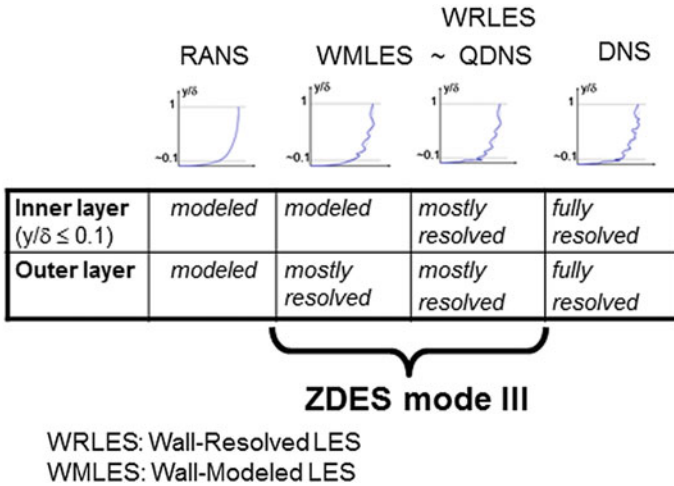 WRLES
RANS WMLES ~ QDNS DNS
y/δ y/δ y/δ y/δ
1 1 1 1
~0.1 ~0.1 ~0.1 ~0.1
Inner layer modeled modeled mostly fully
(y/δ ≤ 0.1) resolved resolved
Outer layer modeled mostly mostly fully
resolved resolved resolved
ZDES mode III
WRLES: Wall-Resolved LES
WMLES: Wall-Modeled LES